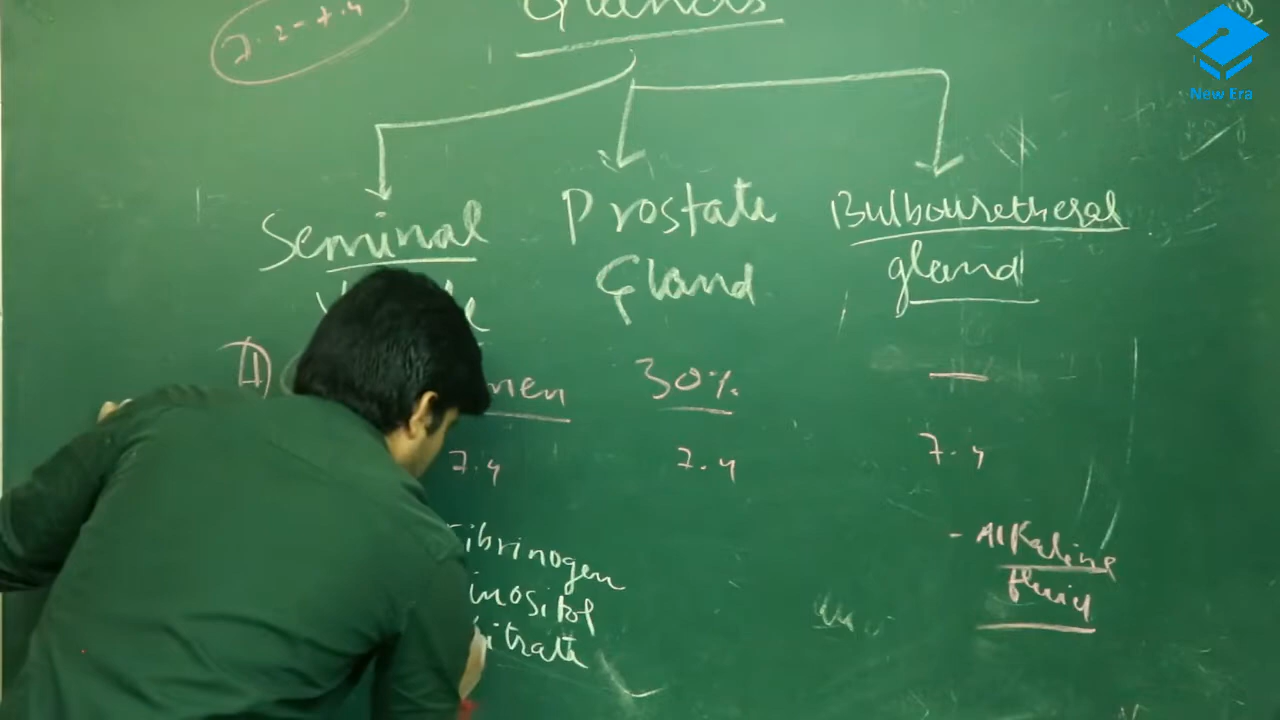 7.2-7.4
Glands
New Era
Seminal
Prostate
Gland
Bulbouretheral
gland
men
30%
7.4
7.4
7.4
Fibrinogen
inositol
citrate
- Alkaline
fluid